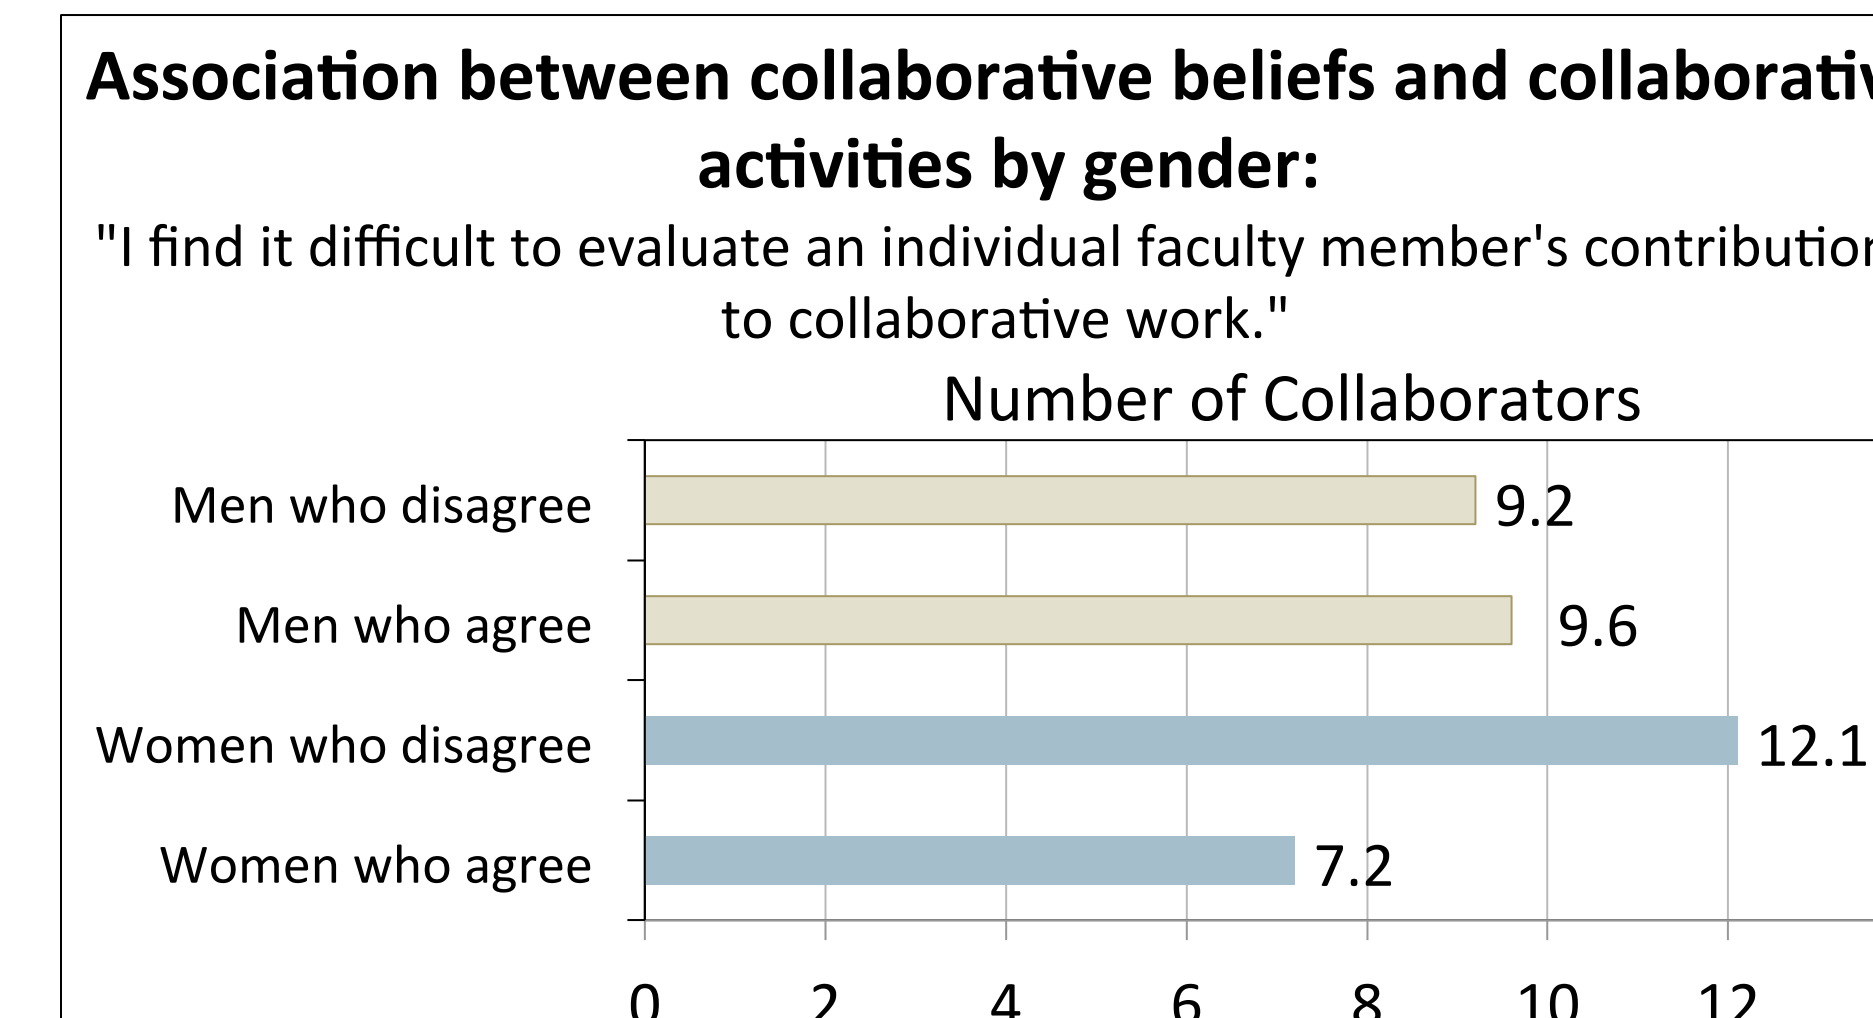 Association between collaborative beliefs and collaborativ
activities by gender:
"I find it difficult to evaluate an individual faculty member's contribution
to collaborative work."
Number of Collaborators
Men who disagree 9.2
Men who agree 9.6
Women who disagree 12.1
Women who agree 7.2
0 2 4 6 8 10 12